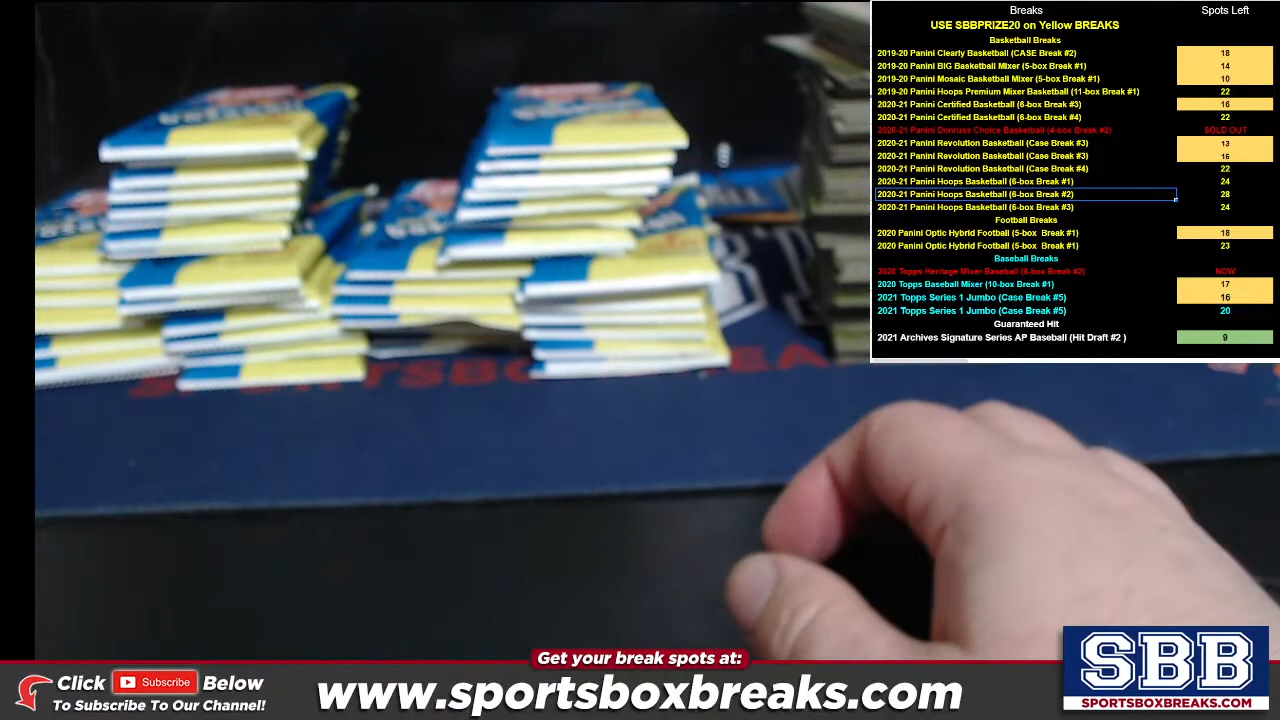 Breaks Spots Left
USE SBBPRIZE20 on Yellow BREAKS
Basketball Breaks
2019-20 Panini Clearly Basketball (CASE Break #2) 18
2019-20 Panini BIG Basketball Mixer (5-box Break #1) 14
2019-20 Panini Mosaic Basketball Mixer (5-box Break #1) 10
2019-20 Panini Hoops Premium Mixer Basketball (11-box Break #1) 22
2020-21 Panini Certified Basketball (6-box Break #3) 16
2020-21 Panini Certified Basketball (6-box Break #4) 22
2020-21 Panini Donruss Choice Basketball (4-box Break #2) SOLD OUT
2020-21 Panini Revolution Basketball (Case Break #3) 13
2020-21 Panini Revolution Basketball (Case Break #3) 16
2020-21 Panini Revolution Basketball (Case Break #4) 22
2020-21 Panini Hoops Basketball (6-box Break #1) 24
2020-21 Panini Hoops Basketball (6-box Break #2) 28
2020-21 Panini Hoops Basketball (6-box Break #3) 24
Football Breaks
2020 Panini Optic Hybrid Football (5-box Break #1) 18
2020 Panini Optic Hybrid Football (5-box Break #1) 23
Baseball Breaks
2020 Topps Heritage Mixer Baseball (8-box Break #2) NOW
2020 Topps Baseball Mixer (10-box Break #1) 17
2021 Topps Series 1 Jumbo (Case Break #5) 16
2021 Topps Series 1 Jumbo (Case Break #5) 20
Guaranteed Hit
2021 Archives Signature Series AP Baseball (Hit Draft #2 ) 9
Get your break spots at:
Click Subscribe Below
To Subscribe To Our Channel!
www.sportsboxbreaks.com
SBB
SPORTSBOXBREAKS.COM